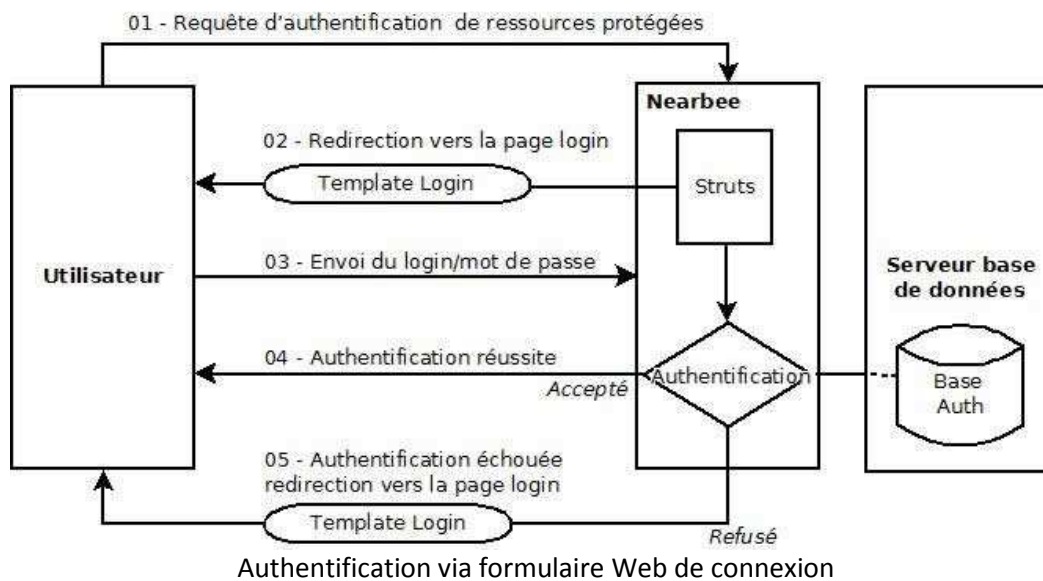 01 - Requête d'authentification de ressources protégées
Nearbee
02 - Redirection vers la page login
Template Login
Struts
Utilisateur
03 - Envoi du login/mot de passe
Serveur base
de données
04 - Authentification réussite
Accepté
Authentification
Base
Auth
05 - Authentification échouée
redirection vers la page login
Template Login
Refusé
Authentification via formulaire Web de connexion